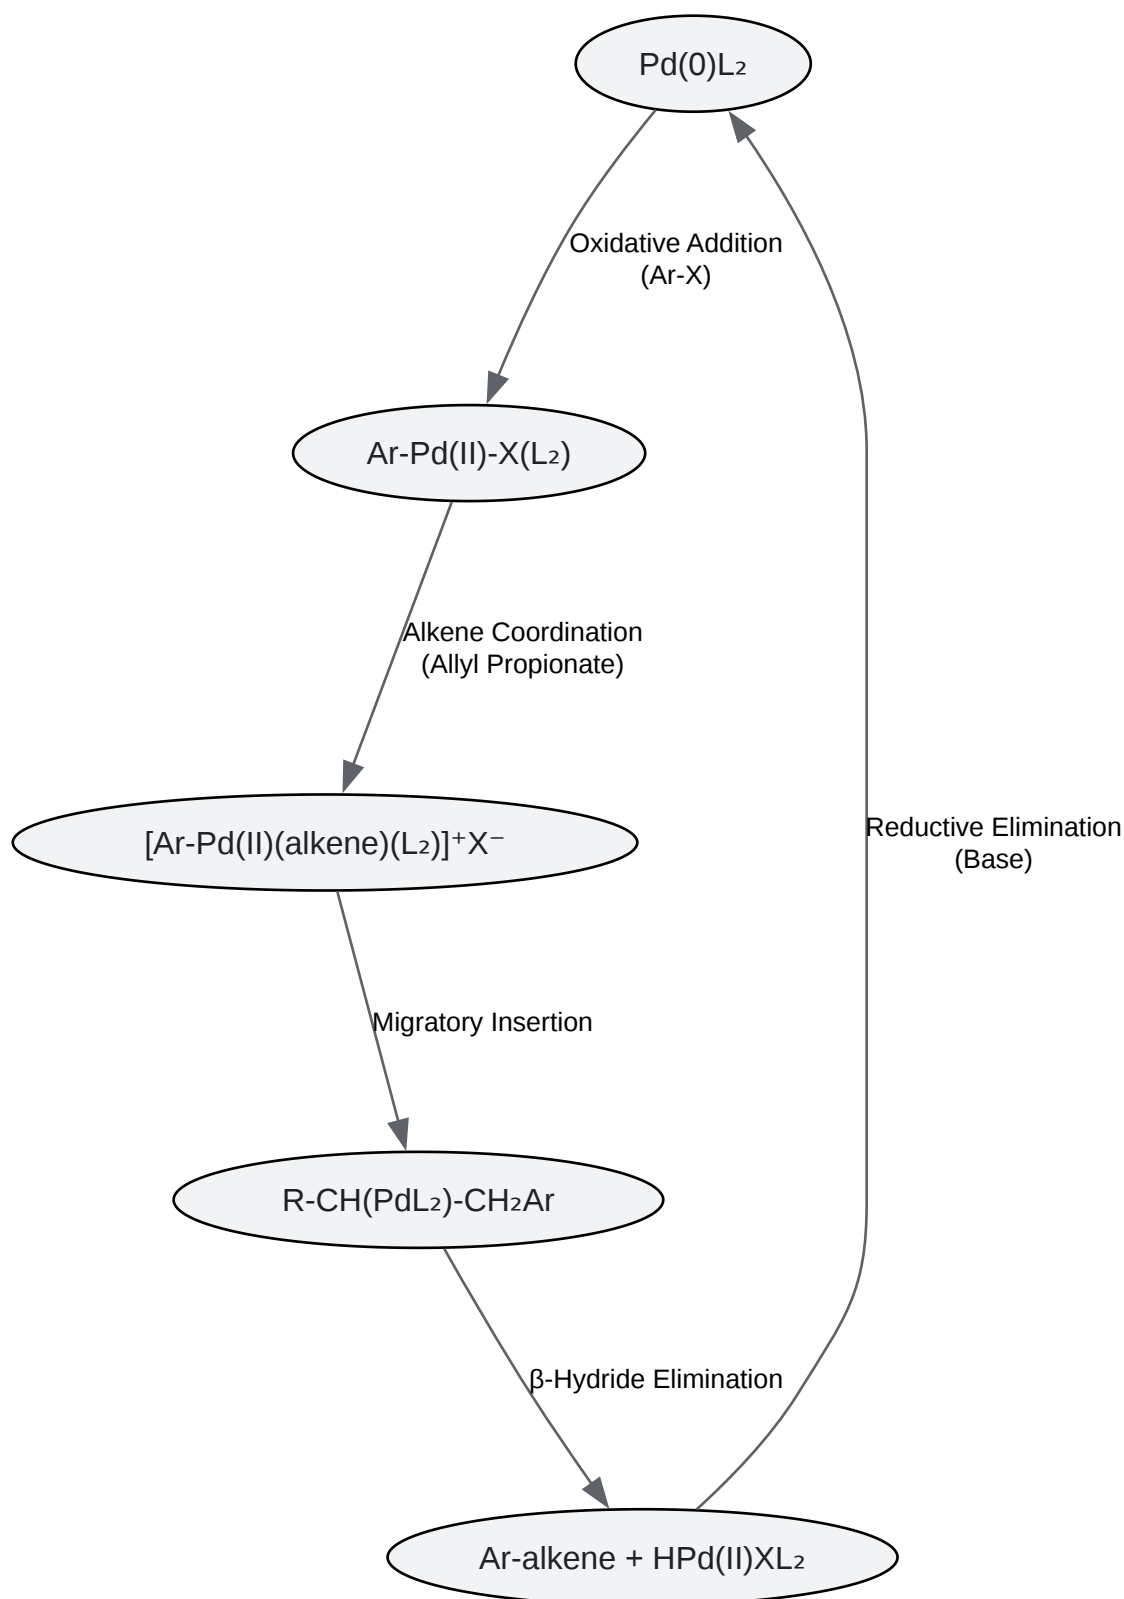 Pd(0)L₂
Oxidative Addition
(Ar-X)
Ar-Pd(II)-X(L₂)
Alkene Coordination
(Allyl Propionate)
[Ar-Pd(II)(alkene)(L₂)]⁺X⁻
Reductive Elimination
(Base)
Migratory Insertion
R-CH(PdL₂)-CH₂Ar
β-Hydride Elimination
Ar-alkene + HPd(II)XL₂